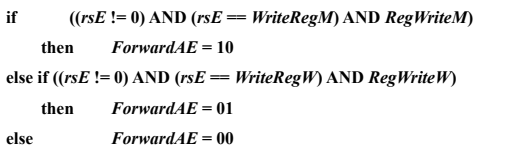 if ((rsE != 0) AND (rsE == WriteRegM) AND RegWriteM)
then ForwardAE = 10
else if ((rsE != 0) AND (rsE == WriteRegW) AND RegWriteW)
then ForwardAE = 01
else ForwardAE = 00